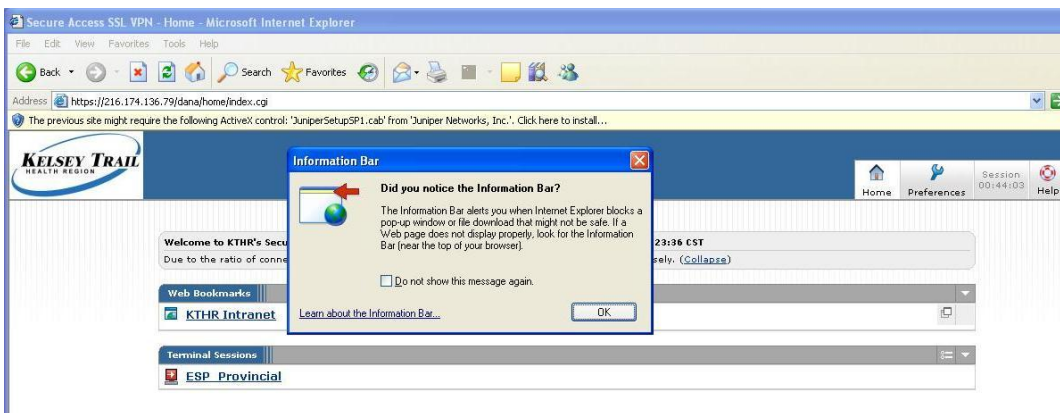 Secure Access SSL VPN - Home - Microsoft Internet Explorer
File Edit View Favorites Tools Help
Back Search Favorites
Address https://216.174.136.79/dana/home/index.cgi
The previous site might require the following ActiveX control: 'JuniperSetupSP1.cab' from 'Juniper Networks, Inc.'. Click here to install...
KELSEY TRAIL
HEALTH REGION
Home Preferences Session 00:44:03 Help
Information Bar
Did you notice the Information Bar?
The Information Bar alerts you when Internet Explorer blocks a
pop-up window or file download that might not be safe. If a
Web page does not display properly, look for the Information
Bar (near the top of your browser).
Do not show this message again.
Learn about the Information Bar... OK
Welcome to KTHR's Secu 23:36 CST
Due to the ratio of conne sely. (Collapse)
Web Bookmarks
KTHR Intranet
Terminal Sessions
ESP Provincial